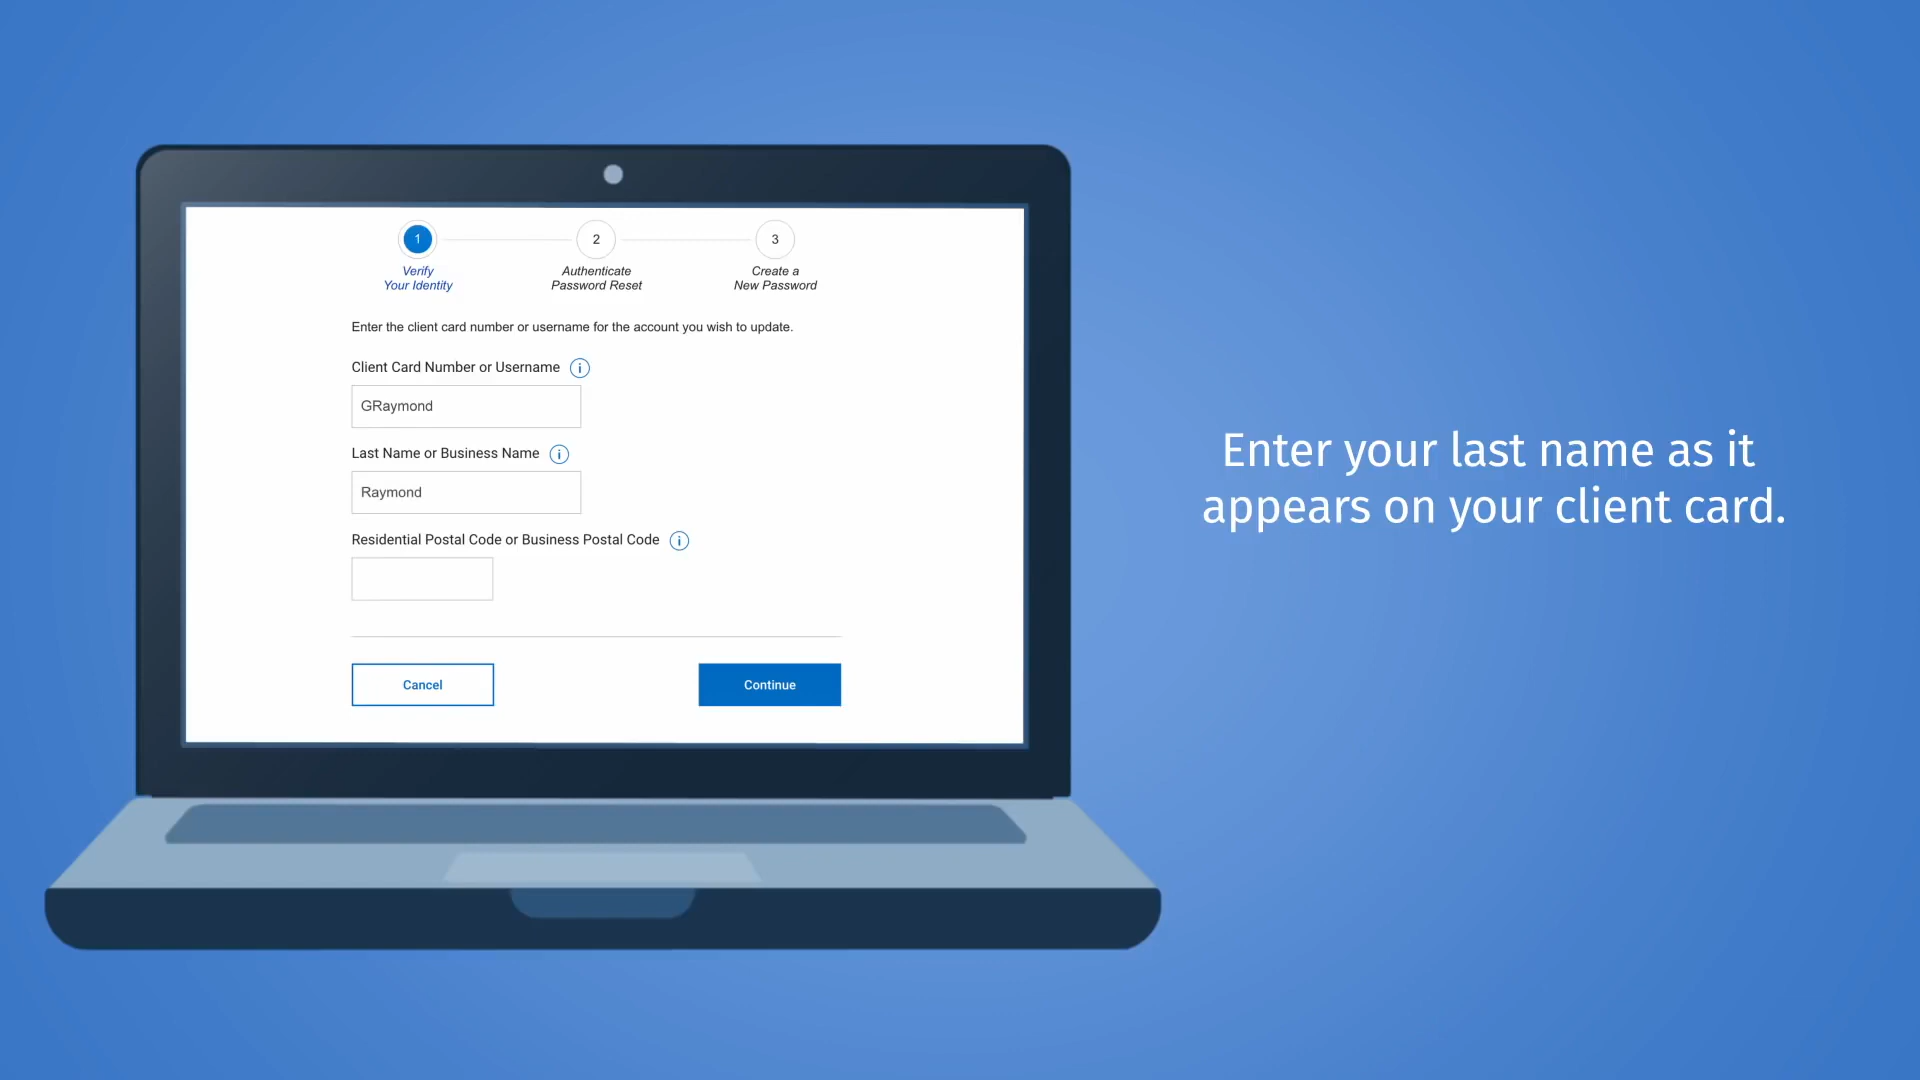 1
2
3
Verify
Your Identity
Authenticate
Password Reset
Create a
New Password
Enter the client card number or username for the account you wish to update.
Client Card Number or Username i
GRaymond
Last Name or Business Name i
Raymond
Residential Postal Code or Business Postal Code i
Cancel
Continue
Enter your last name as it
appears on your client card.